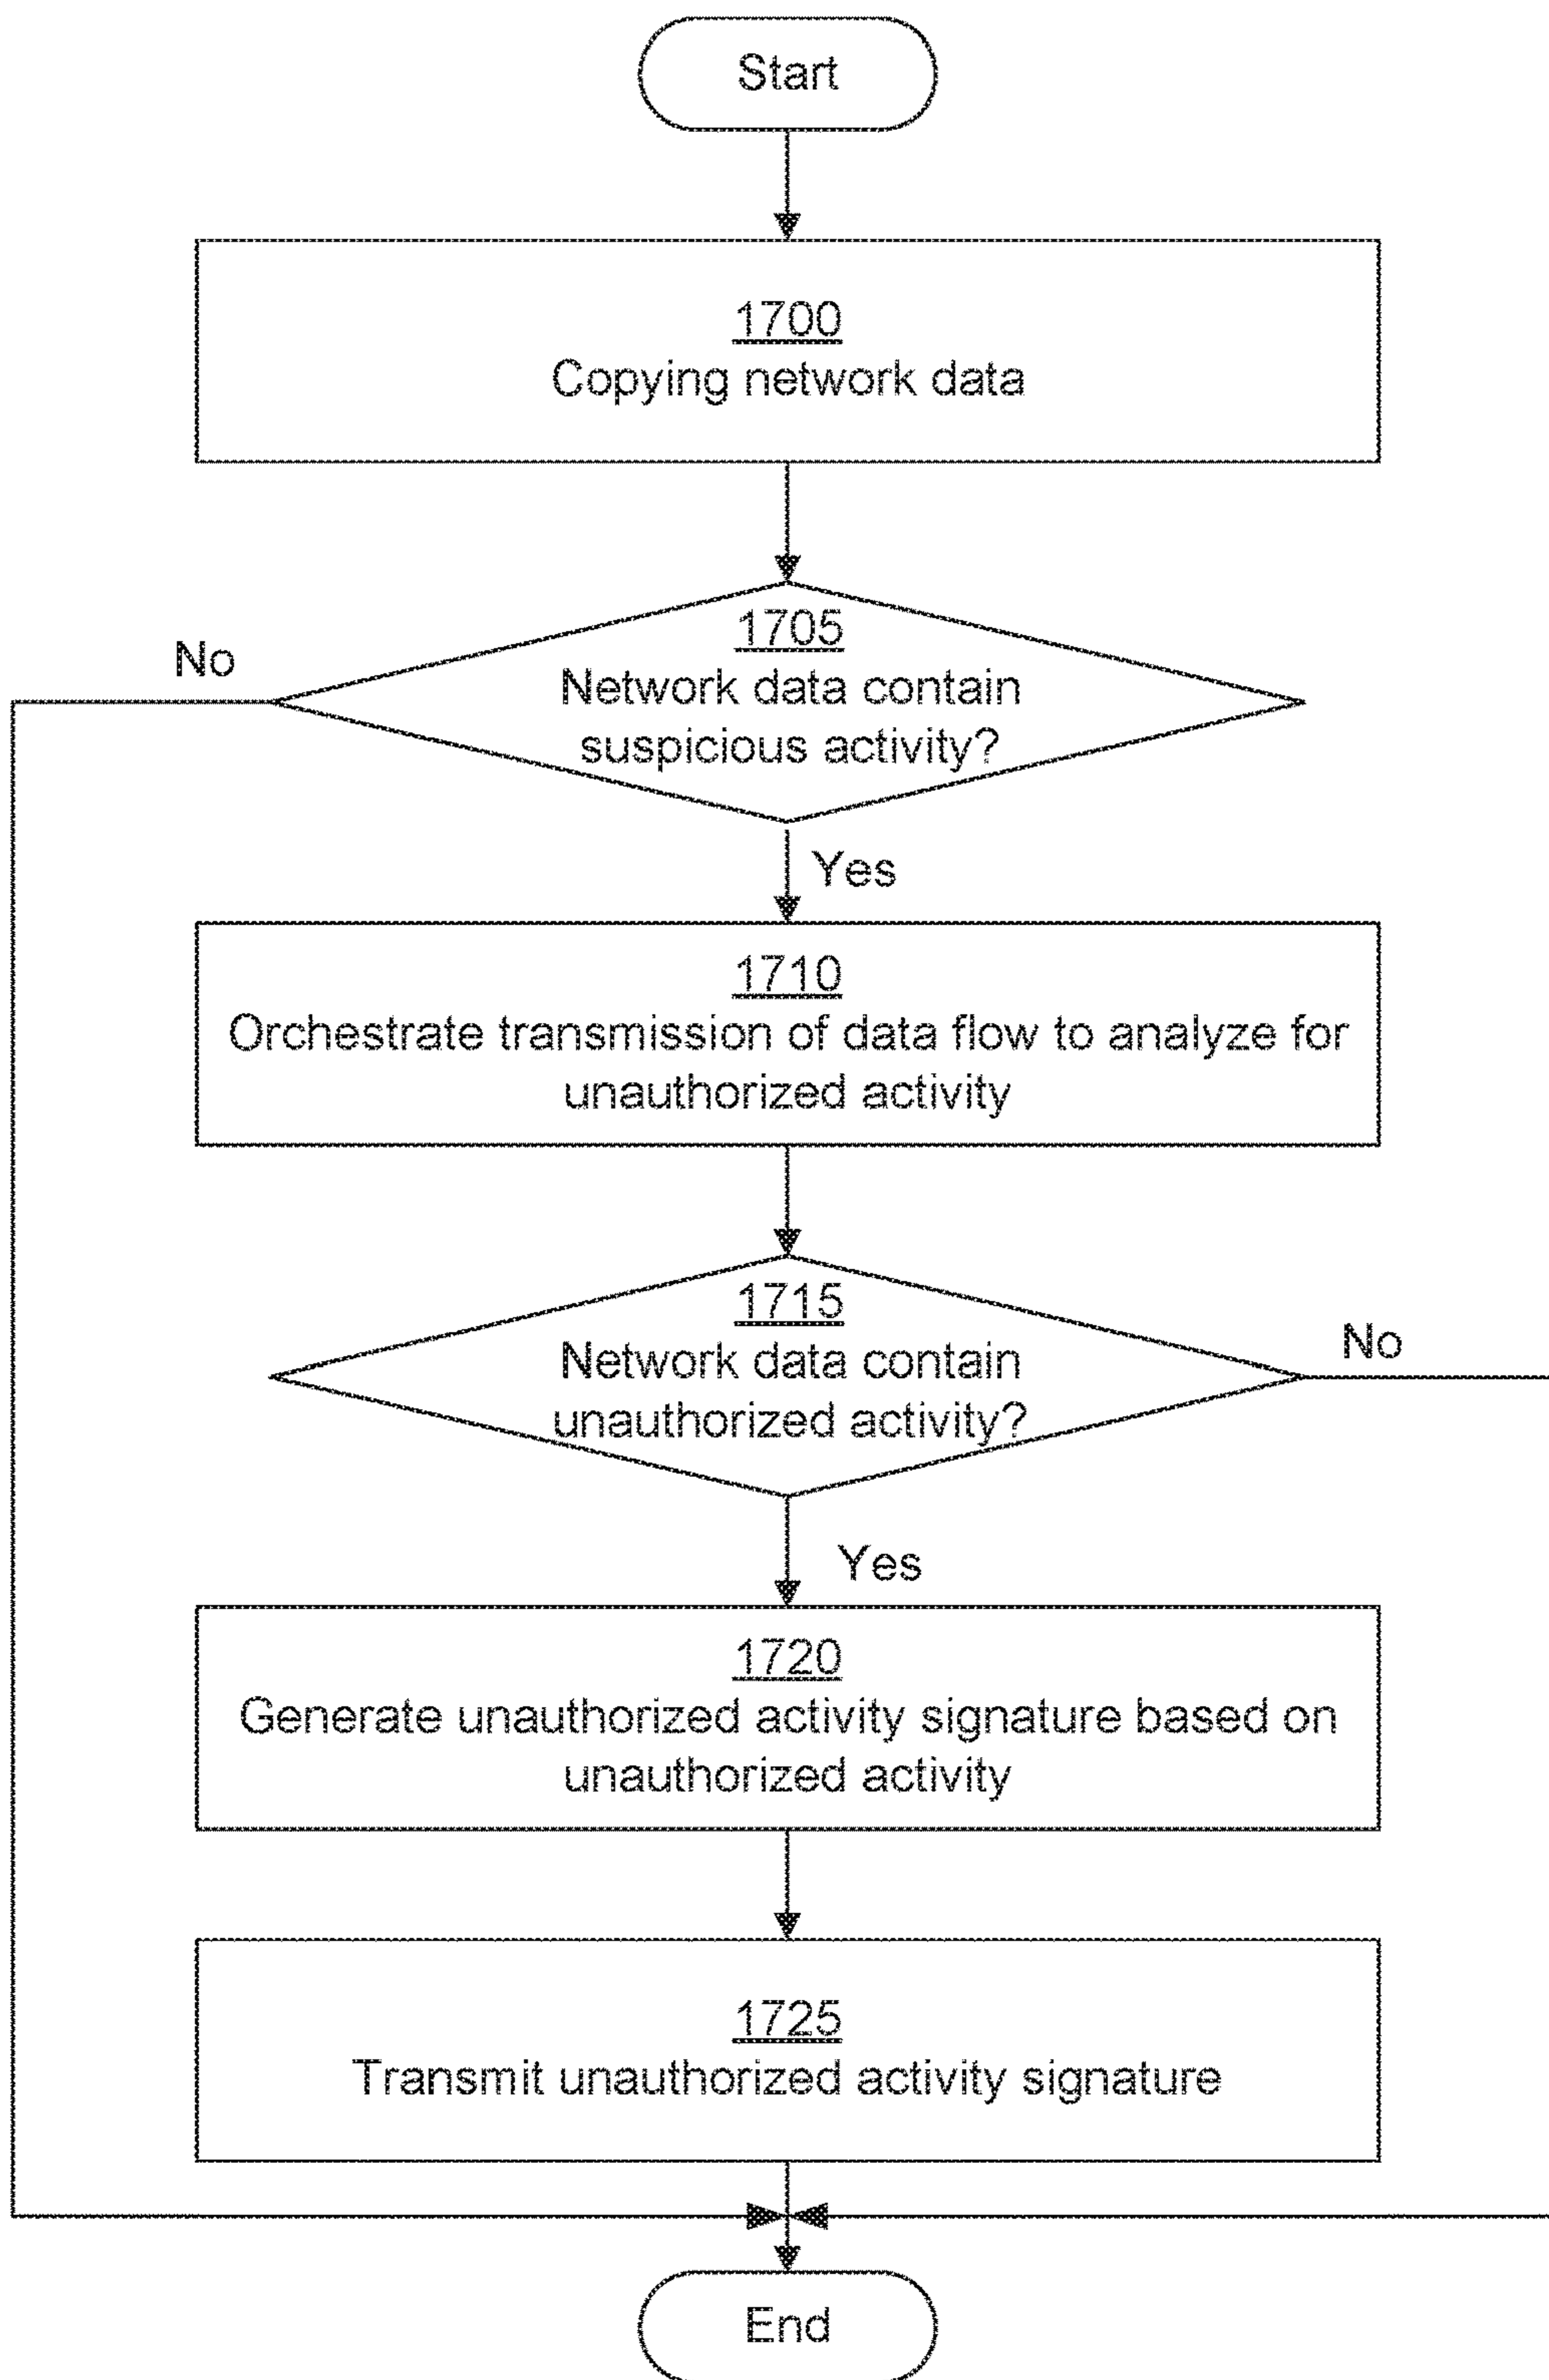 Start
1700
Copying network data
1705
No
Network data contain
suspicious activity?
Yes
1710
Orchestrate transmission of data flow to analyze for
unauthorized activity
1715
No
Network data contain
unauthorized activity?
Yes
1720
Generate unauthorized activity signature based on
unauthorized activity
1725
Transmit unauthorized activity signature
End